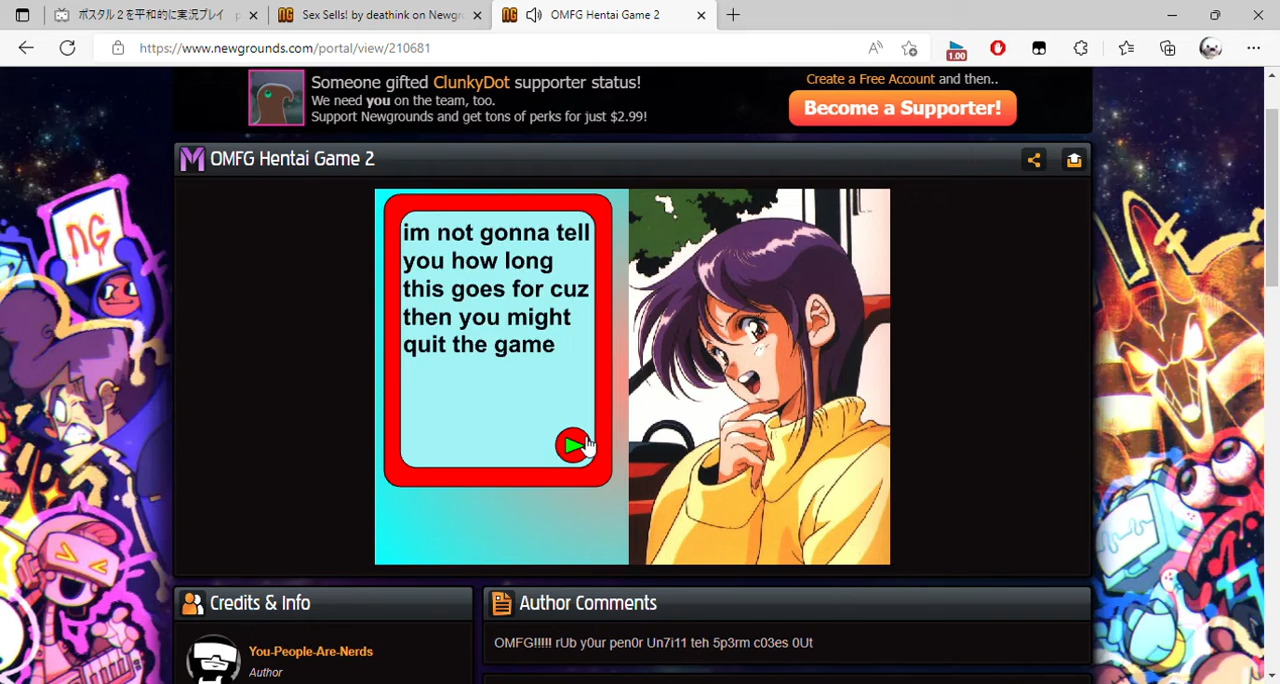 ポスタル２を平和的に実況プレイ
Sex Sells! by deathink on Newgro
OMFG Hentai Game 2
https://www.newgrounds.com/portal/view/210681
1.00
Someone gifted ClunkyDot supporter status!
We need you on the team, too.
Support Newgrounds and get tons of perks for just $2.99!
Create a Free Account and then..
Become a Supporter!
OMFG Hentai Game 2
NG
im not gonna tell
you how long
this goes for cuz
then you might
quit the game
Credits & Info
You-People-Are-Nerds
Author
Author Comments
OMFG!!!!! rUb y0ur pen0r Un7i11 teh 5p3rm c03es 0Ut